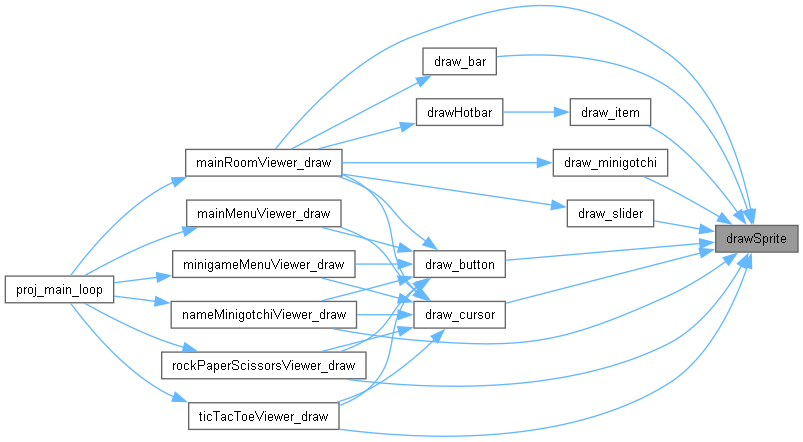 draw_bar
drawHotbar
draw_item
mainRoomViewer_draw
draw_minigotchi
mainMenuViewer_draw
draw_slider
drawSprite
minigameMenuViewer_draw
draw_button
proj_main_loop
nameMinigotchiViewer_draw
draw_cursor
rockPaperScissorsViewer_draw
ticTacToeViewer_draw